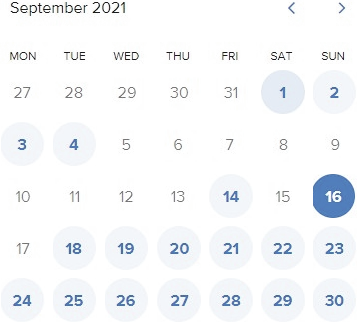 September 2021
MON TUE WED THU FRI SAT SUN
27 28 29 30 31 1 2
3 4 5 6 7 8 9
10 11 12 13 14 15 16
17 18 19 20 21 22 23
24 25 26 27 28 29 30